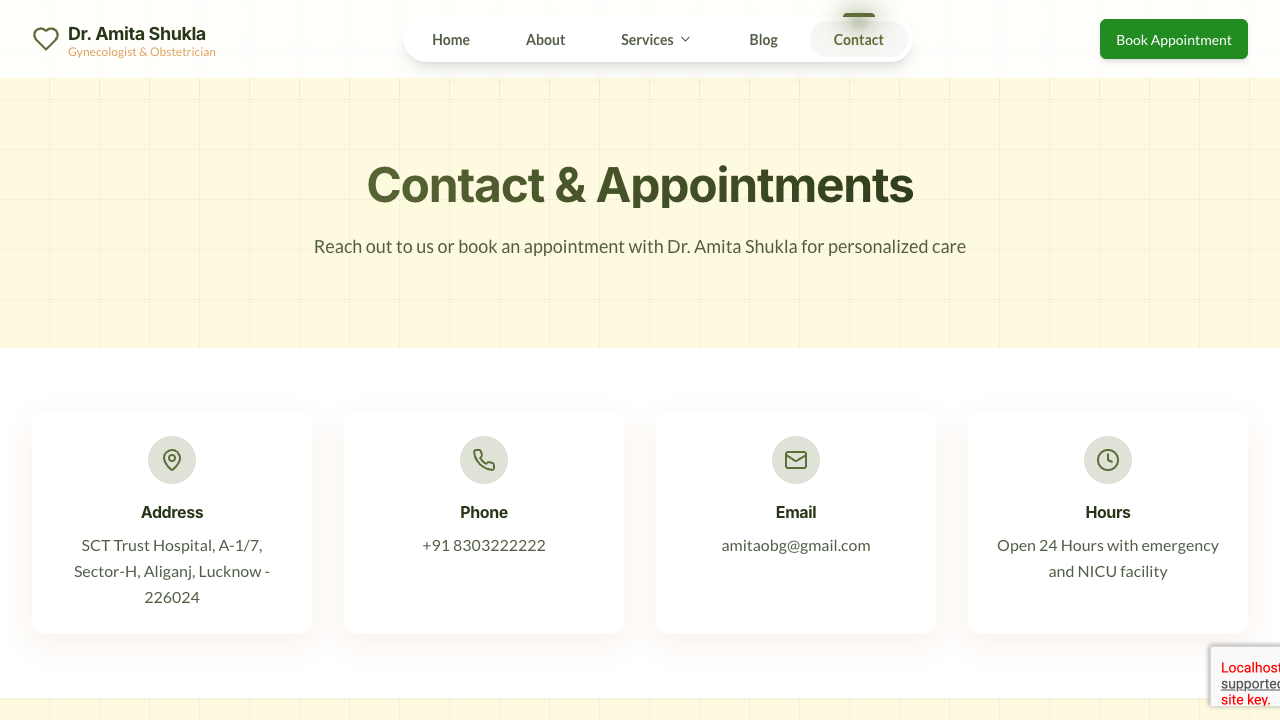 Dr. Amita Shukla
Gynecologist & Obstetrician
Home
About
Services
Blog
Contact
Book Appointment
Contact & Appointments
Reach out to us or book an appointment with Dr. Amita Shukla for personalized care
Address
SCT Trust Hospital, A-1/7,
Sector-H, Aliganj, Lucknow -
226024
Phone
+91 8303222222
Email
amitaobg@gmail.com
Hours
Open 24 Hours with emergency
and NICU facility
Localhost
supported
site key.